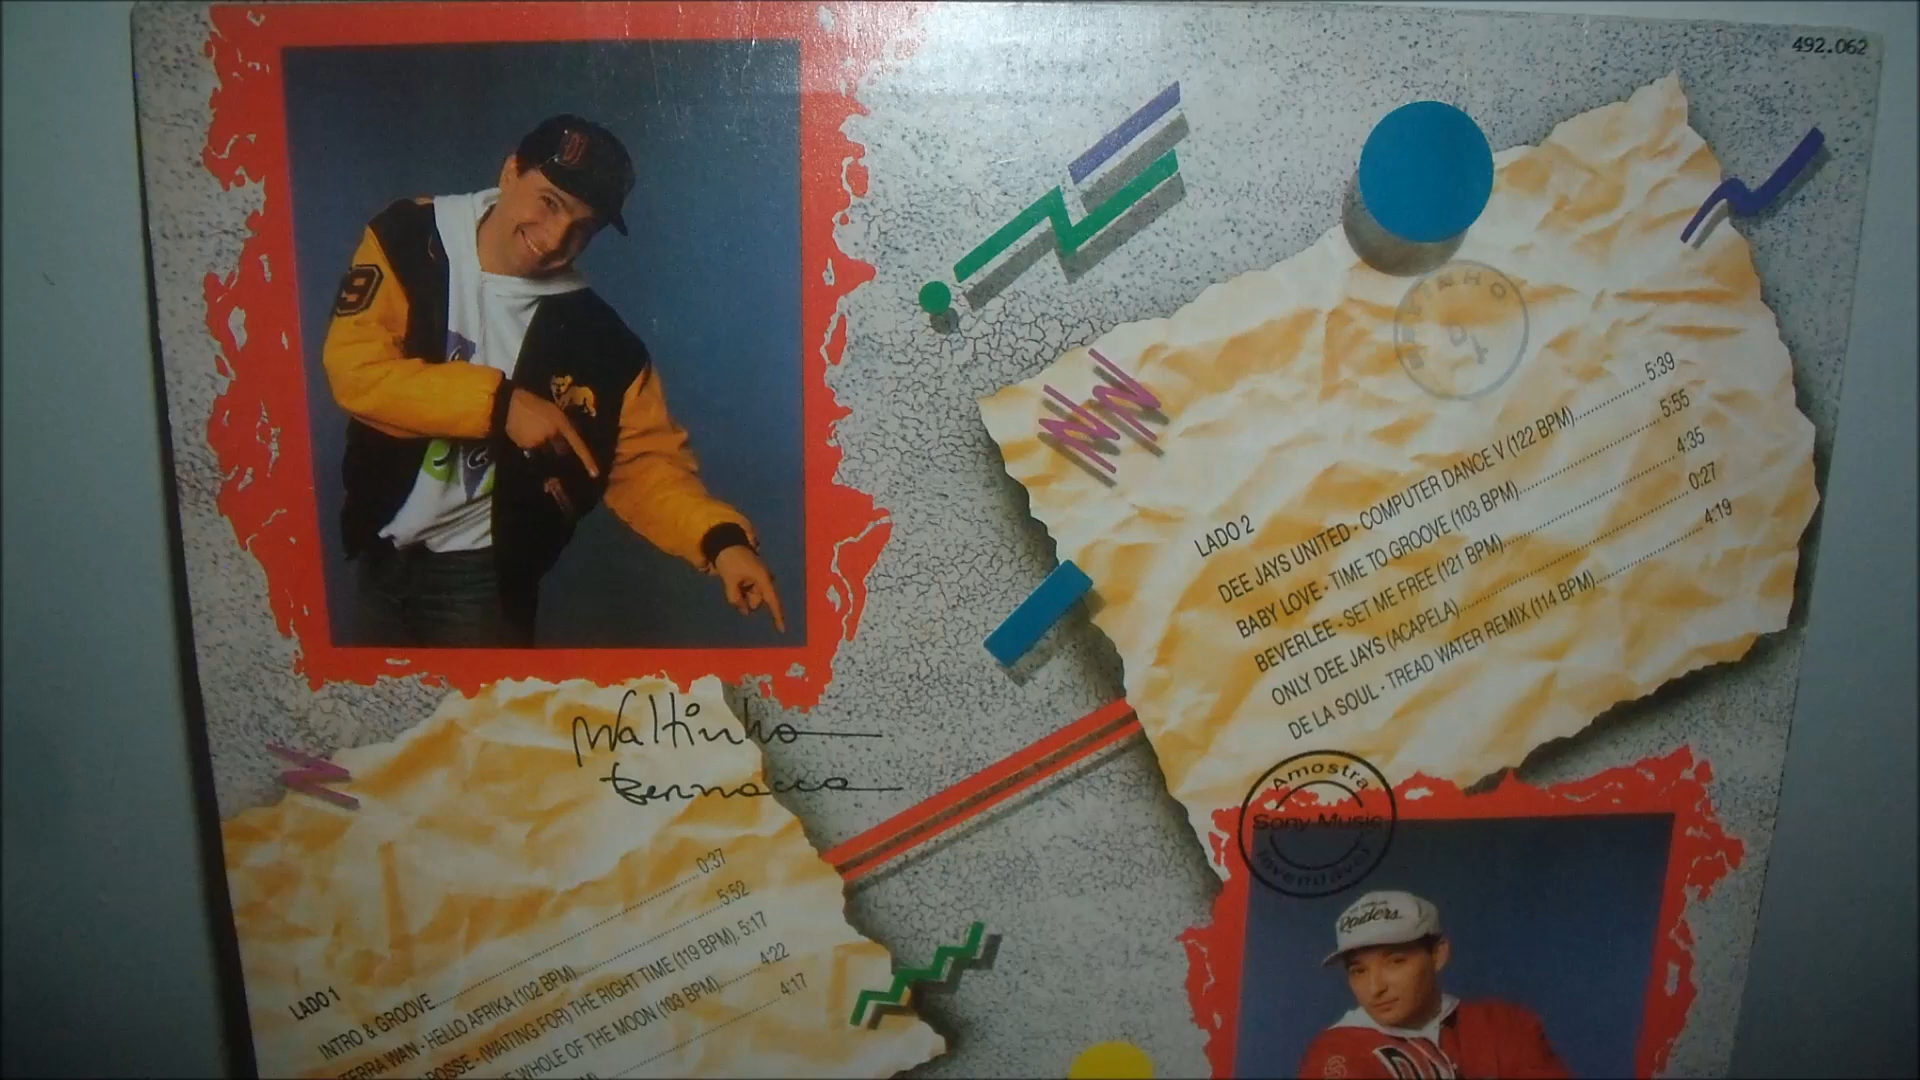 492.062
9
LADO 2
DEE JAYS UNITED - COMPUTER DANCE V (122 BPM)..........5:39
BABY LOVE - TIME TO GROOVE (103 BPM)..........5:55
BEVERLEE - SET ME FREE (121 BPM)..........4:35
ONLY DEE JAYS (ACAPELA)..........0:27
DE LA SOUL - TREAD WATER REMIX (114 BPM)..........4:19
Waltinho
Amostra
Sony Music
Invendável
Raiders
LADO 1
INTRO & GROOVE..........0:37
TERRA WAN - HELLO AFRIKA (102 BPM)..........5:52
POSSE - (WAITING FOR) THE RIGHT TIME (119 BPM). 5:17
WHOLE OF THE MOON (103 BPM)..........4:22
4:17